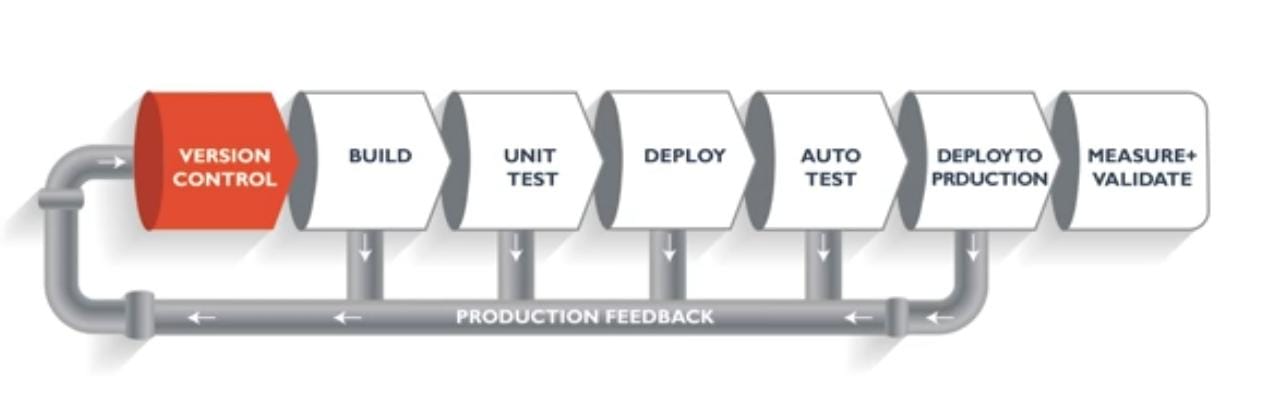 VERSION
CONTROL
BUILD
UNIT
TEST
DEPLOY
AUTO
TEST
DEPLOY TO
PRDUCTION
MEASURE+
VALIDATE
PRODUCTION FEEDBACK